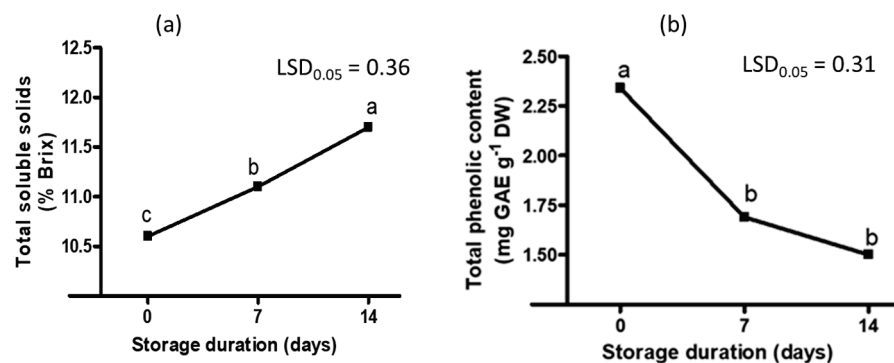 (a)
LSD0.05 = 0.36
Total soluble solids
(% Brix)
12.5
12.0
11.5
11.0
10.5
c
b
a
0 7 14
Storage duration (days)
(b)
LSD0.05 = 0.31
Total phenolic content
(mg GAE g-1 DW)
2.50
2.25
2.00
1.75
1.50
a
b
b
0 7 14
Storage duration (days)